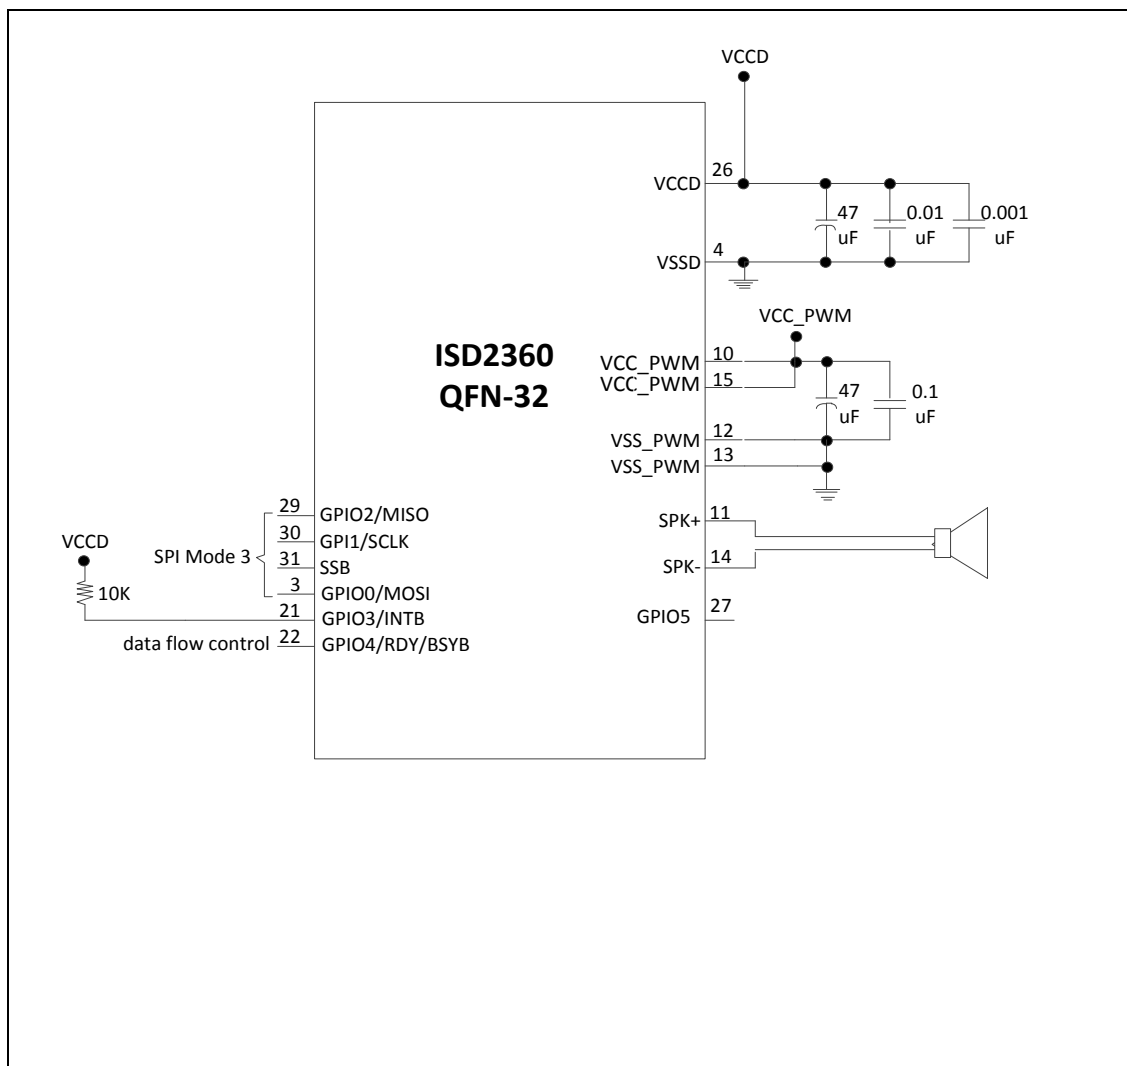 VCCD
26
VCCD
47
uF
0.01
uF
0.001
uF
4
VSSD
VCC_PWM
ISD2360
QFN-32
10
VCC_PWM
15
VCC_PWM
47
uF
0.1
uF
12
VSS_PWM
13
VSS_PWM
29
GPIO2/MISO
30
GPI1/SCLK
31
SSB
3
GPIO0/MOSI
SPI Mode 3
VCCD
10K
21
GPIO3/INTB
data flow control
22
GPIO4/RDY/BSYB
11
SPK+
14
SPK-
27
GPIO5